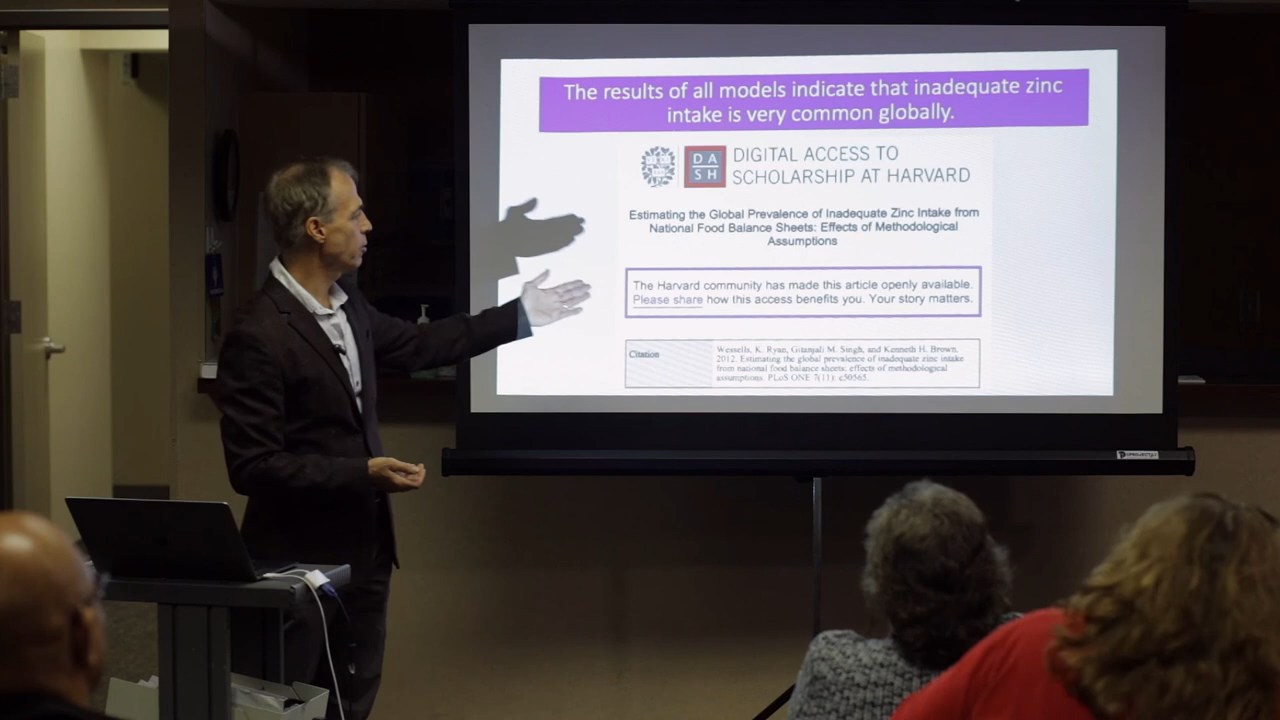 The results of all models indicate that inadequate zinc
intake is very common globally.
DA
SH
DIGITAL ACCESS TO
SCHOLARSHIP AT HARVARD
Estimating the Global Prevalence of Inadequate Zinc Intake from
National Food Balance Sheets: Effects of Methodological
Assumptions
The Harvard community has made this article openly available.
Please share how this access benefits you. Your story matters.
Citation
Wessells, K. Ryan, Gitanjali M. Singh, and Kenneth H. Brown.
2012. Estimating the global prevalence of inadequate zinc intake
from national food balance sheets: effects of methodological
assumptions. PLoS ONE 7(11): e50565.